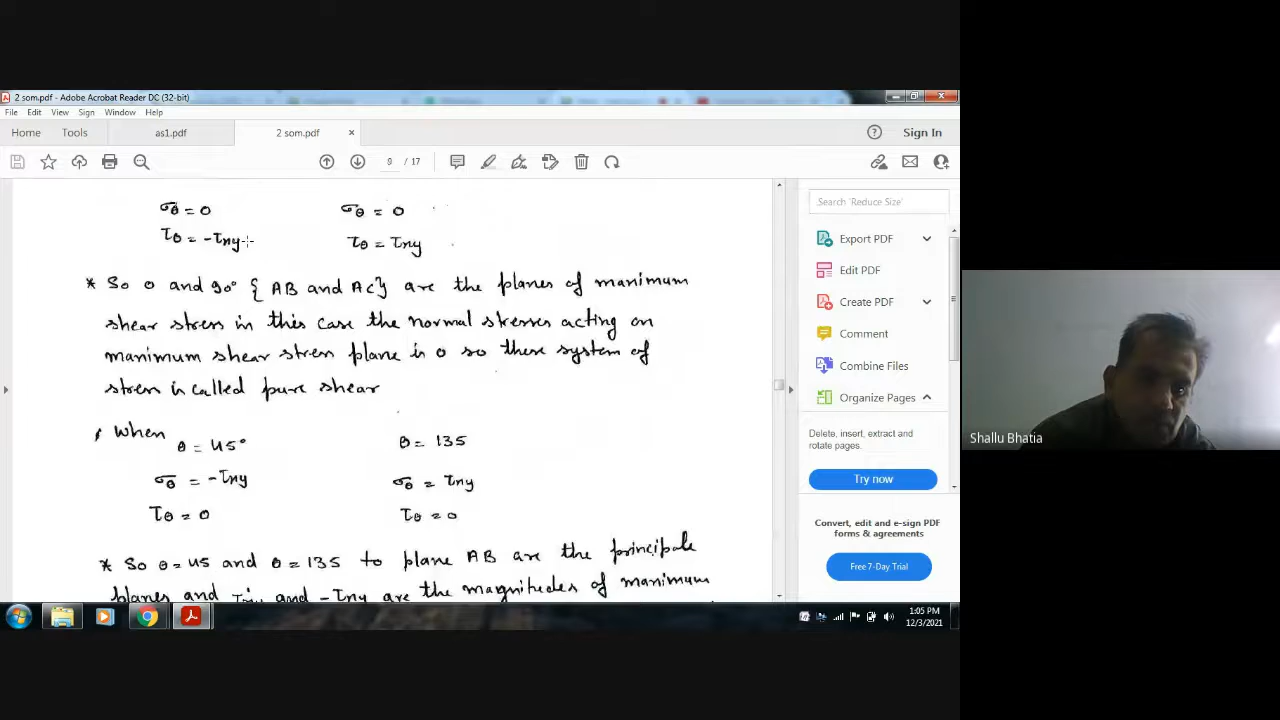 2 som.pdf - Adobe Acrobat Reader DC (32-bit)
File Edit View Sign Window Help
Home Tools as1.pdf 2 som.pdf × Sign In
9 / 17
σθ = 0 σθ = 0
τθ = -τxy τθ = τxy
* So 0 and 90° { AB and AC} are the planes of maximum
shear stress in this case the normal stresses acting on
maximum shear stress plane is 0 so these system of
stress is called pure shear
When
θ = 45° θ = 135
σθ = -τxy σθ = τxy
τθ = 0 τθ = 0
* So θ = 45 and θ = 135 to plane AB are the principale
planes and τxy and -τxy are the magnitudes of maximum
Search 'Reduce Size'
Export PDF
Edit PDF
Create PDF
Comment
Combine Files
Organize Pages
Delete, insert, extract and
rotate pages.
Try now
Convert, edit and e-sign PDF
forms & agreements
Free 7-Day Trial
1:05 PM
12/3/2021
Shallu Bhatia